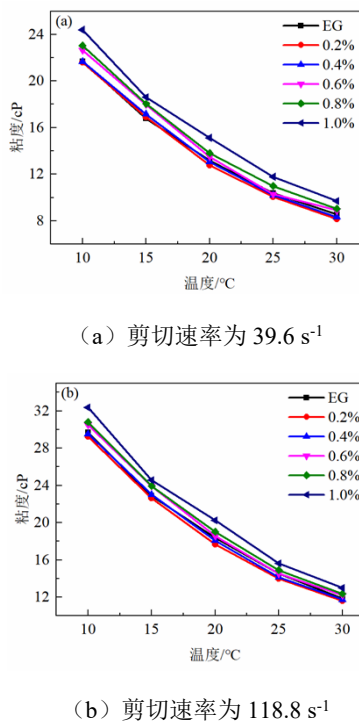 (a)
EG
0.2%
0.4%
0.6%
0.8%
1.0%
粘度/cP
24
20
16
12
8
10 15 20 25 30
温度/℃
（a）剪切速率为 39.6 s⁻¹
(b)
EG
0.2%
0.4%
0.6%
0.8%
1.0%
粘度/cP
32
28
24
20
16
12
10 15 20 25 30
温度/℃
（b）剪切速率为 118.8 s⁻¹